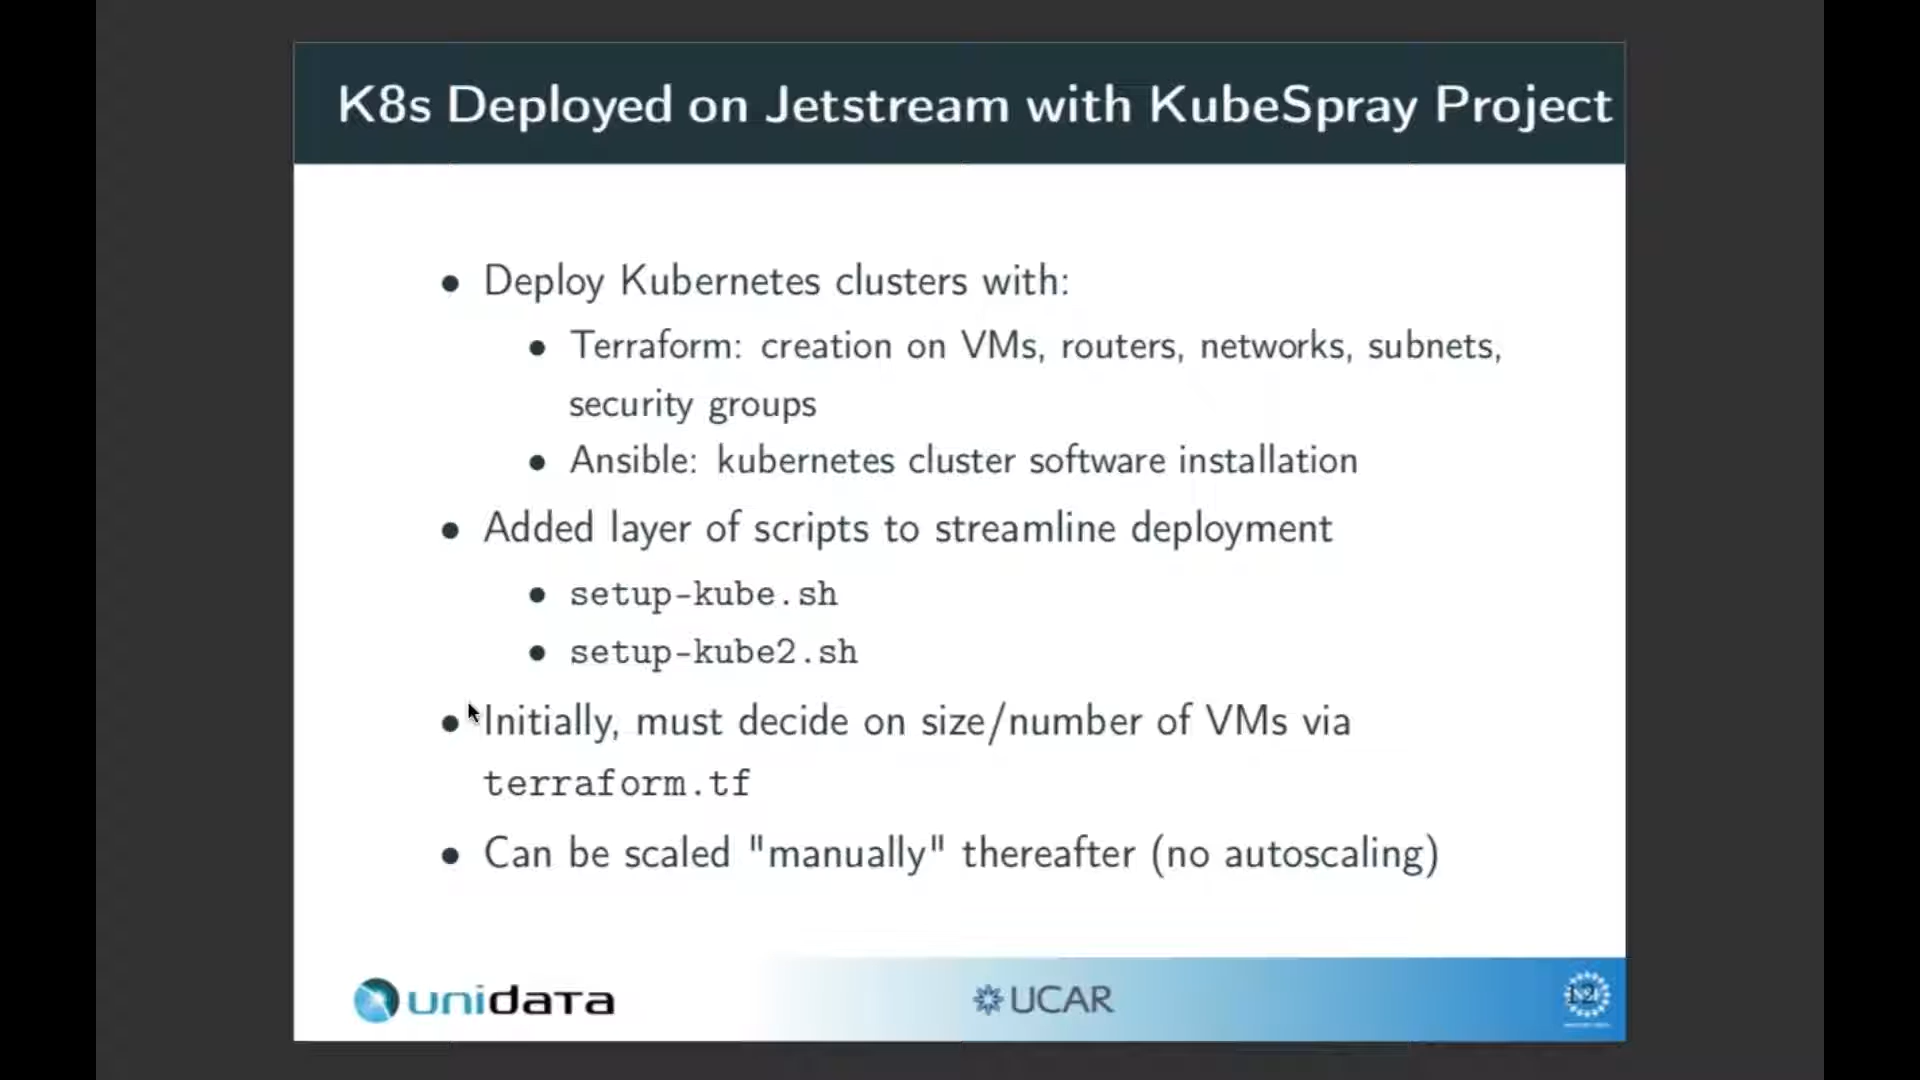 K8s Deployed on Jetstream with KubeSpray Project
• Deploy Kubernetes clusters with:
• Terraform: creation on VMs, routers, networks, subnets,
security groups
• Ansible: kubernetes cluster software installation
• Added layer of scripts to streamline deployment
• setup-kube.sh
• setup-kube2.sh
• Initially, must decide on size/number of VMs via
terraform.tf
• Can be scaled "manually" thereafter (no autoscaling)
unidata
UCAR
12